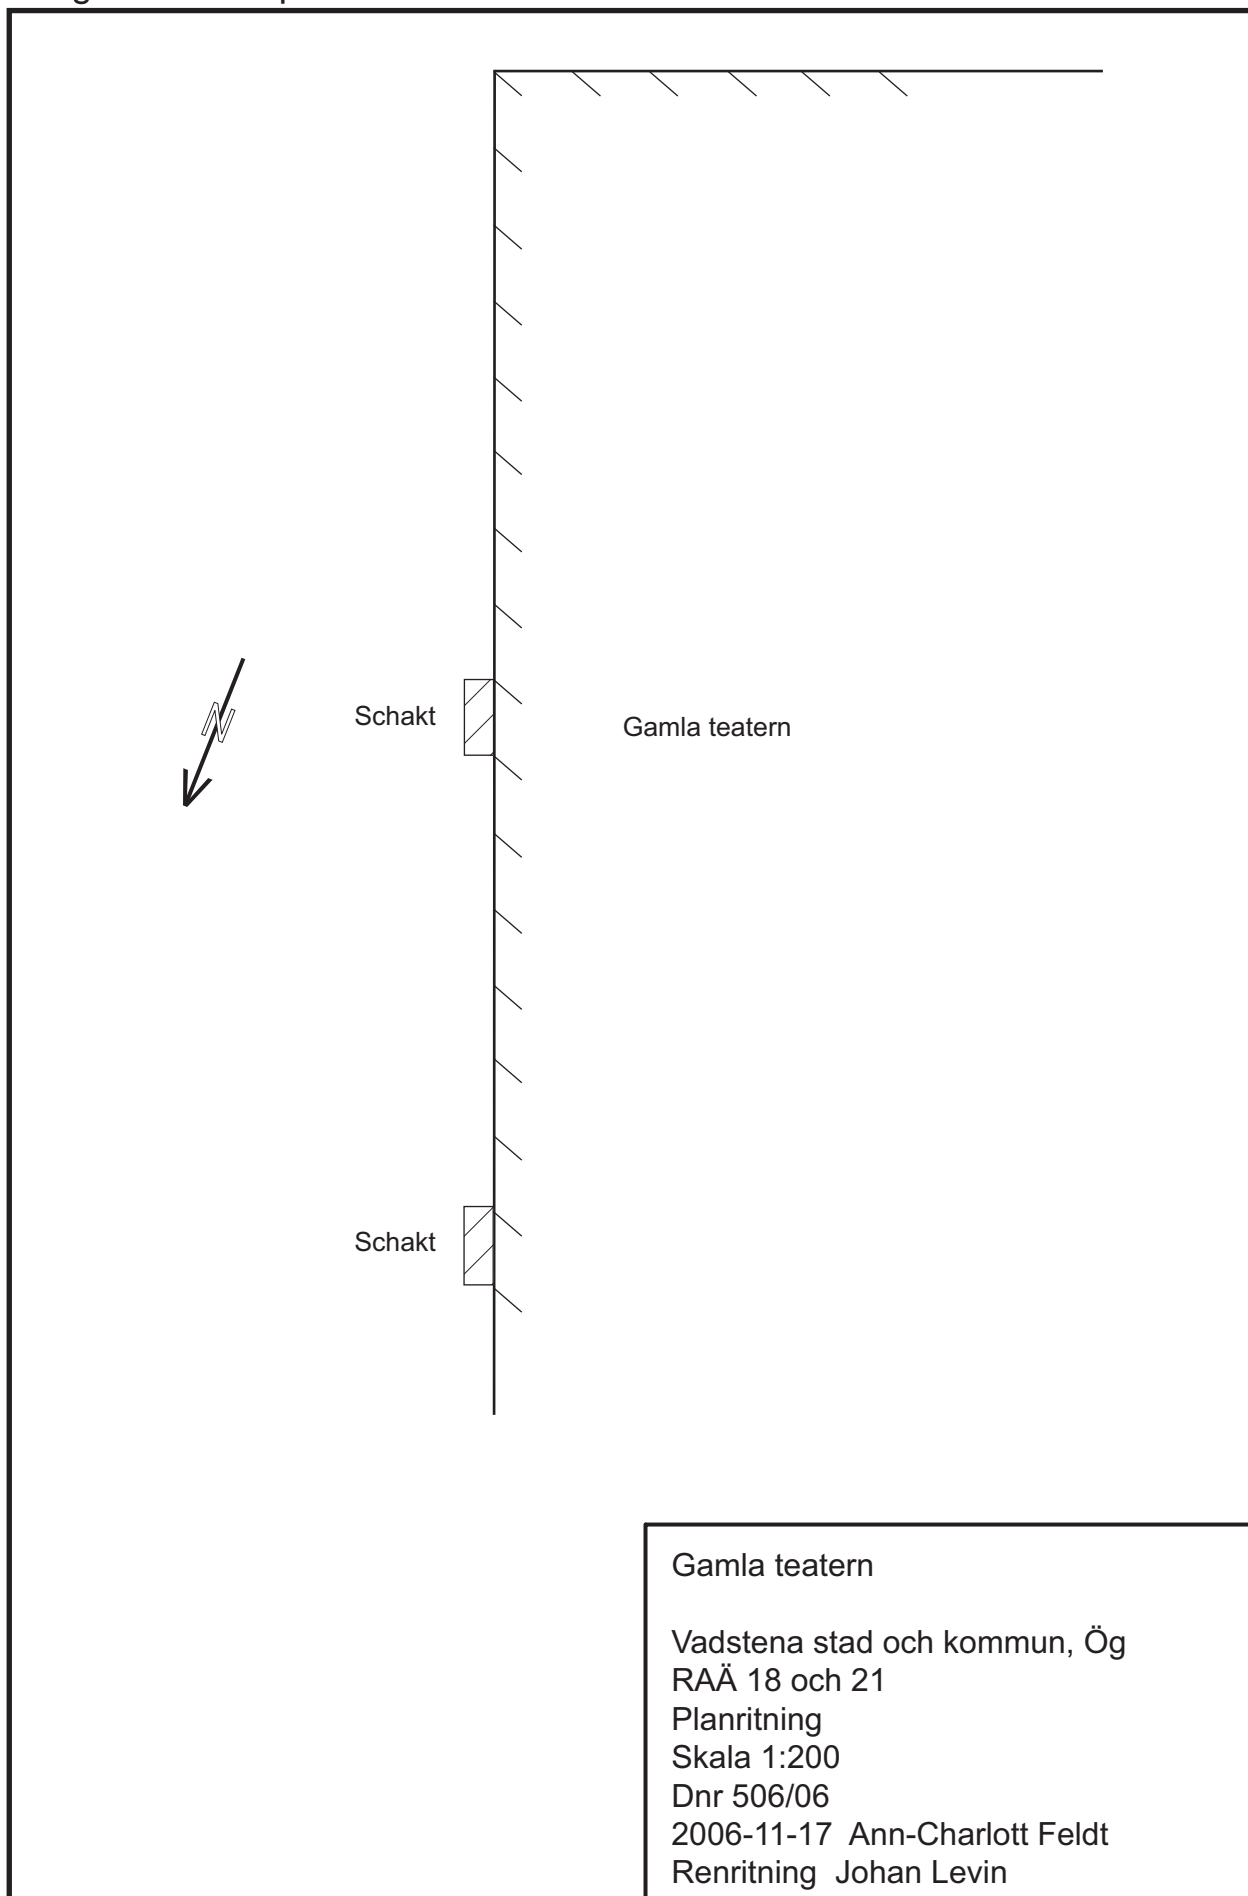 N
Schakt
Gamla teatern
Schakt
Gamla teatern
Vadstena stad och kommun, Ög
RAÄ 18 och 21
Planritning
Skala 1:200
Dnr 506/06
2006-11-17 Ann-Charlott Feldt
Renritning Johan Levin